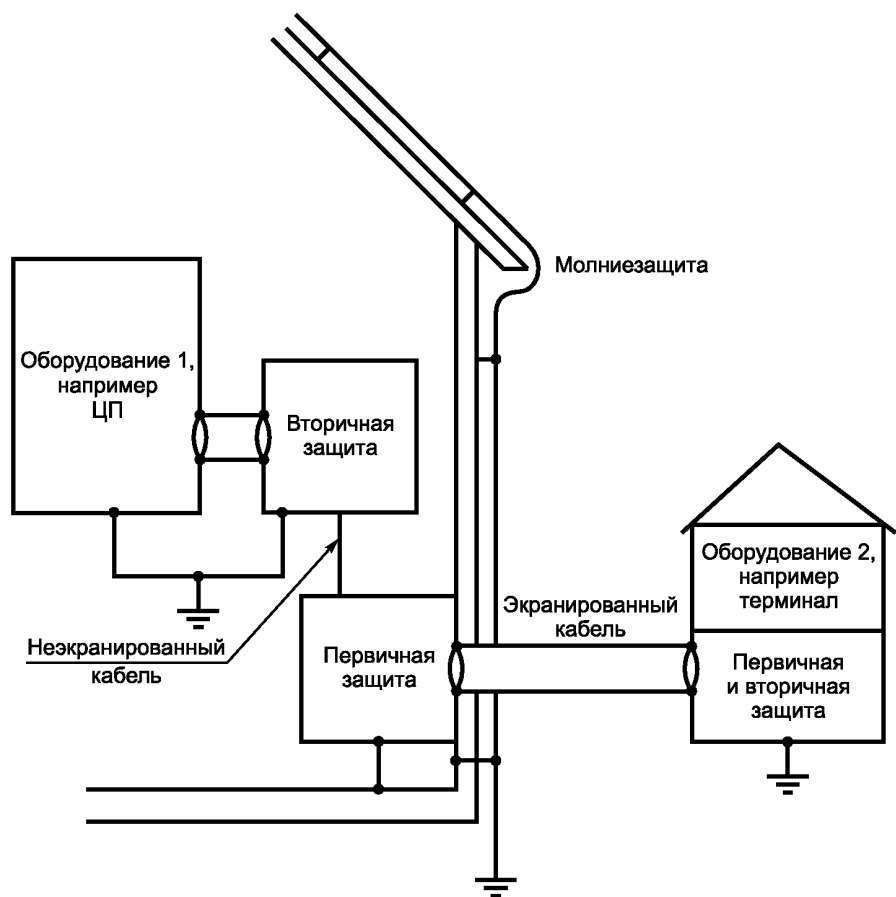 Молниезащита
Оборудование 1,
например
ЦП
Вторичная
защита
Оборудование 2,
например
терминал
Экранированный
кабель
Неэкранированный
кабель
Первичная
защита
Первичная
и вторичная
защита